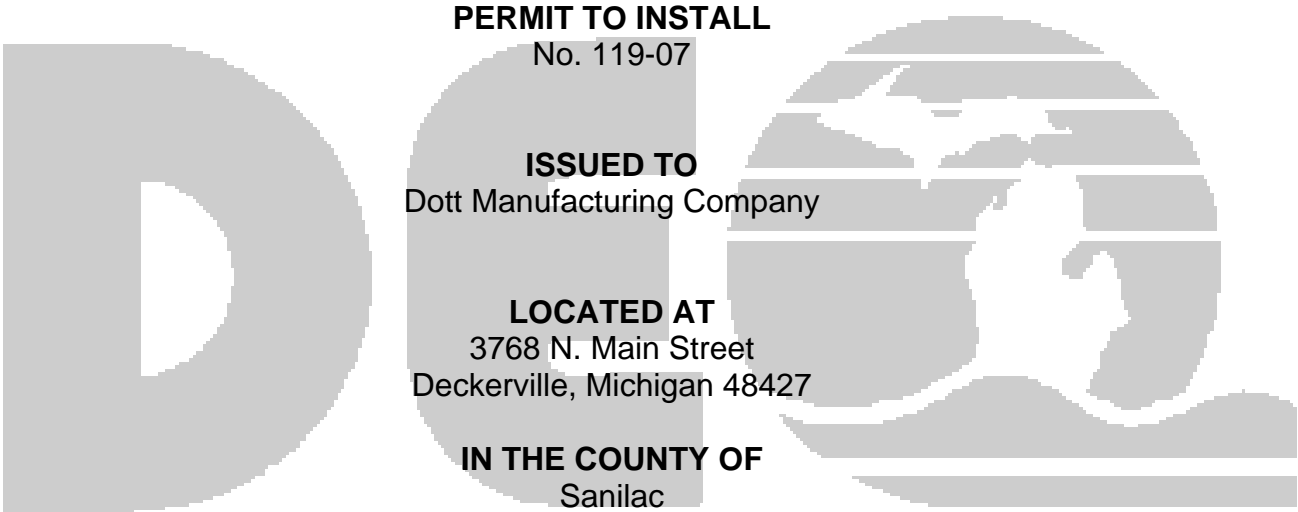 PERMIT TO INSTALL
No. 119-07
ISSUED TO
Dott Manufacturing Company
LOCATED AT
3768 N. Main Street
Deckerville, Michigan 48427
IN THE COUNTY OF
Sanilac
DEQ